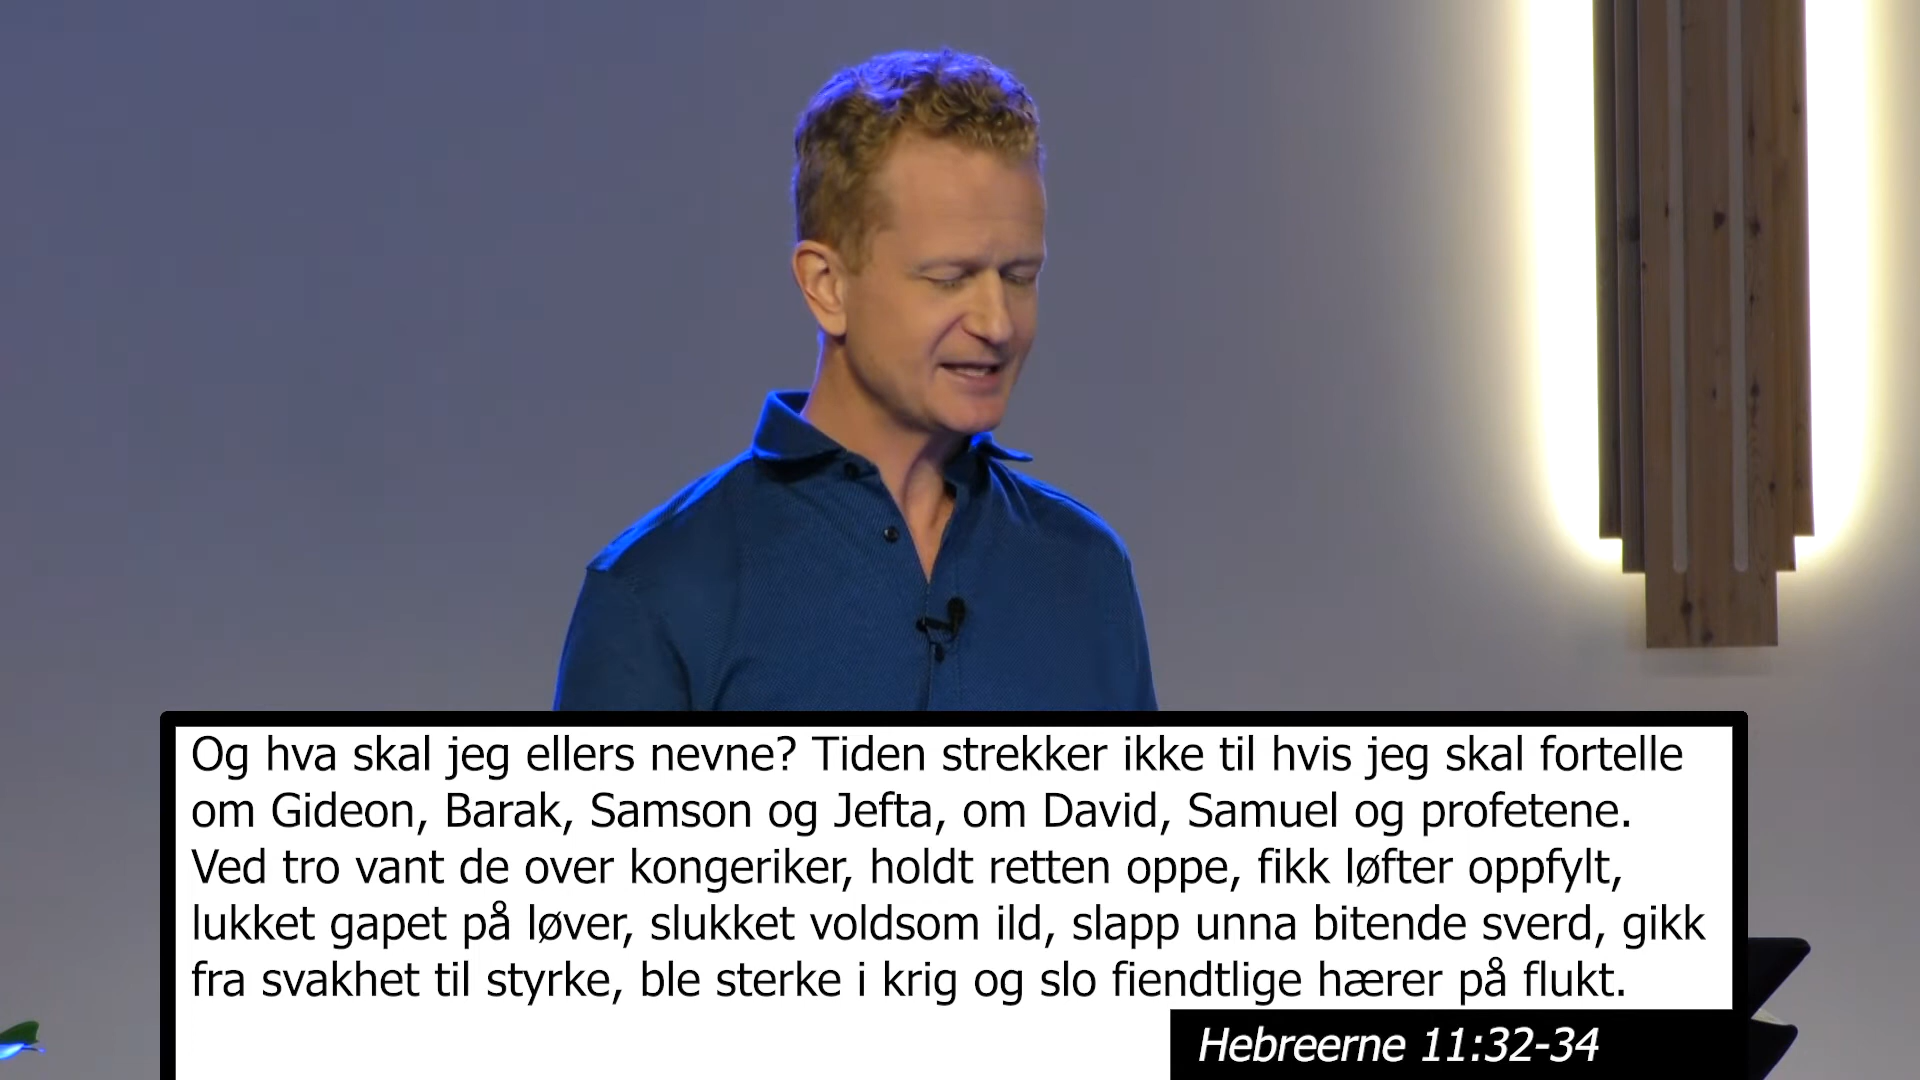 Og hva skal jeg ellers nevne? Tiden strekker ikke til hvis jeg skal fortelle
om Gideon, Barak, Samson og Jefta, om David, Samuel og profetene.
Ved tro vant de over kongeriker, holdt retten oppe, fikk løfter oppfylt,
lukket gapet på løver, slukket voldsom ild, slapp unna bitende sverd, gikk
fra svakhet til styrke, ble sterke i krig og slo fiendtlige hærer på flukt.
Hebreerne 11:32-34